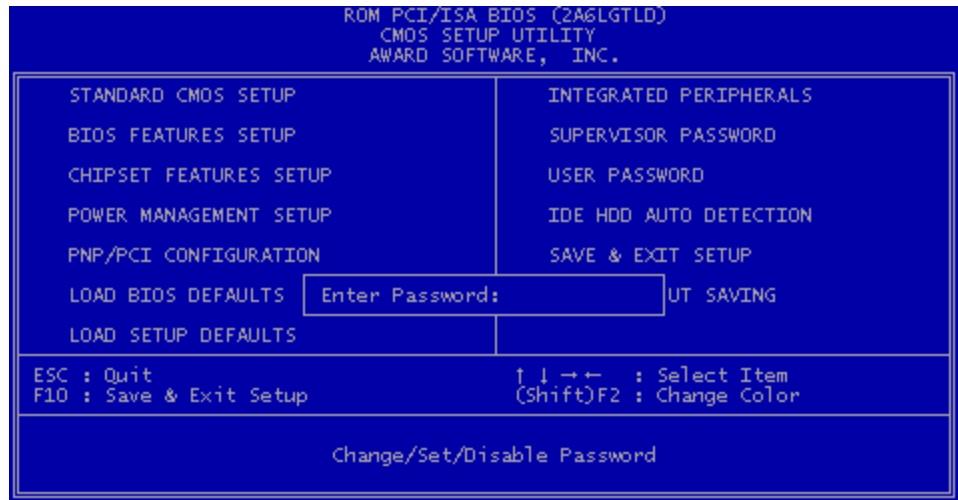 ROM PCI/ISA BIOS (2A6LGTLD)
CMOS SETUP UTILITY
AWARD SOFTWARE, INC.
STANDARD CMOS SETUP
BIOS FEATURES SETUP
CHIPSET FEATURES SETUP
POWER MANAGEMENT SETUP
PNP/PCI CONFIGURATION
LOAD BIOS DEFAULTS
LOAD SETUP DEFAULTS
INTEGRATED PERIPHERALS
SUPERVISOR PASSWORD
USER PASSWORD
IDE HDD AUTO DETECTION
SAVE & EXIT SETUP
UT SAVING
Enter Password:
ESC : Quit
F10 : Save & Exit Setup
↑ ↓ → ← : Select Item
(Shift)F2 : Change Color
Change/Set/Disable Password